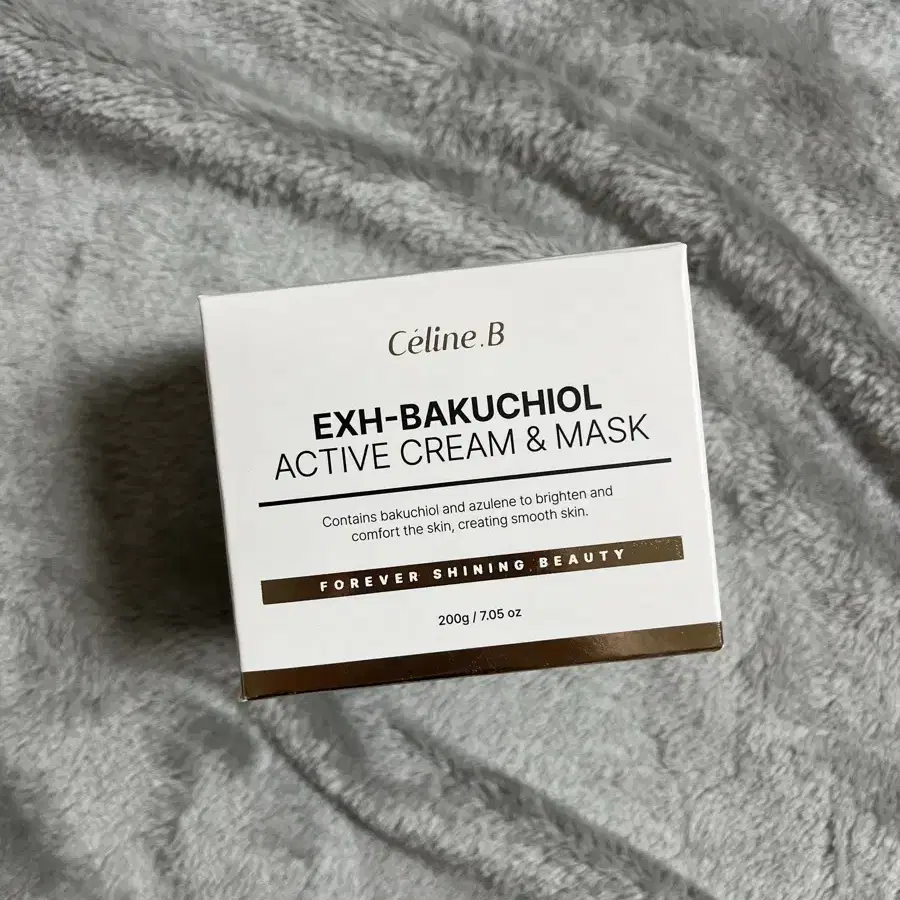 Céline.B
EXH-BAKUCHIOL
ACTIVE CREAM & MASK
Contains bakuchiol and azulene to brighten and
comfort the skin, creating smooth skin.
FOREVER SHINING BEAUTY
200g / 7.05 oz